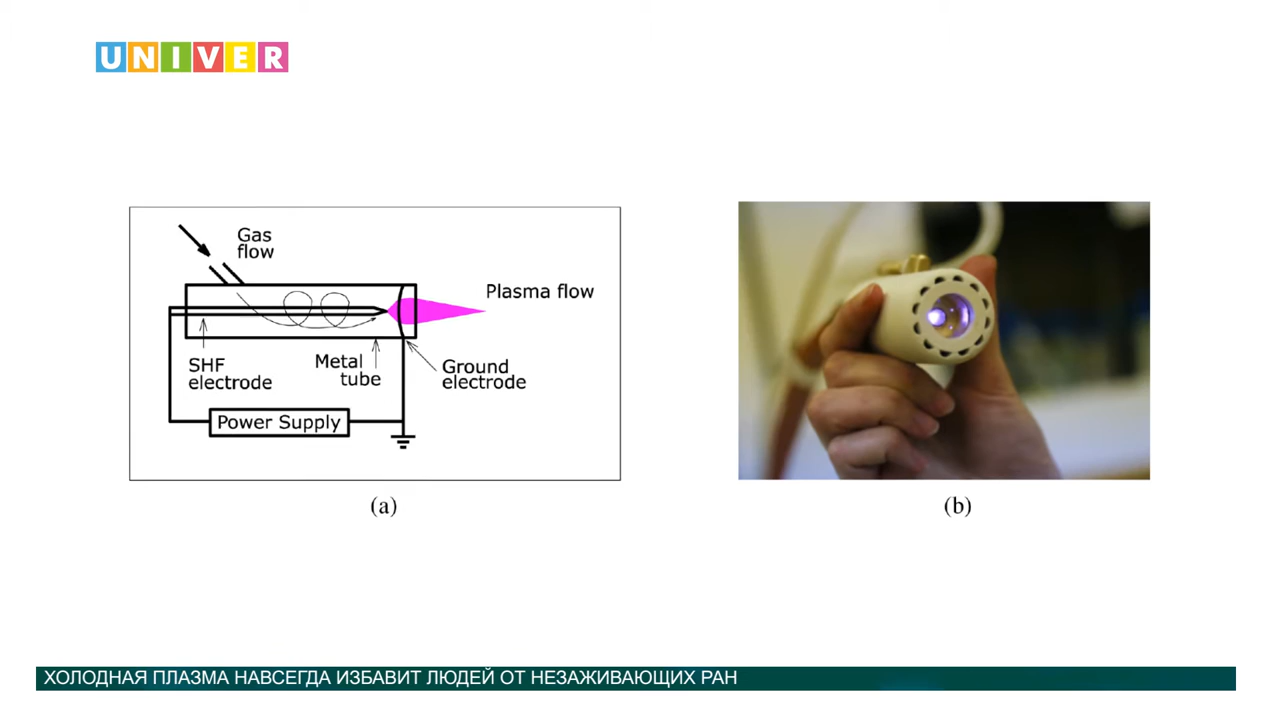 UNIVER
Gas
flow
Plasma flow
SHF
electrode
Metal
tube
Ground
electrode
Power Supply
(a)
(b)
ХОЛОДНАЯ ПЛАЗМА НАВСЕГДА ИЗБАВИТ ЛЮДЕЙ ОТ НЕЗАЖИВАЮЩИХ РАН